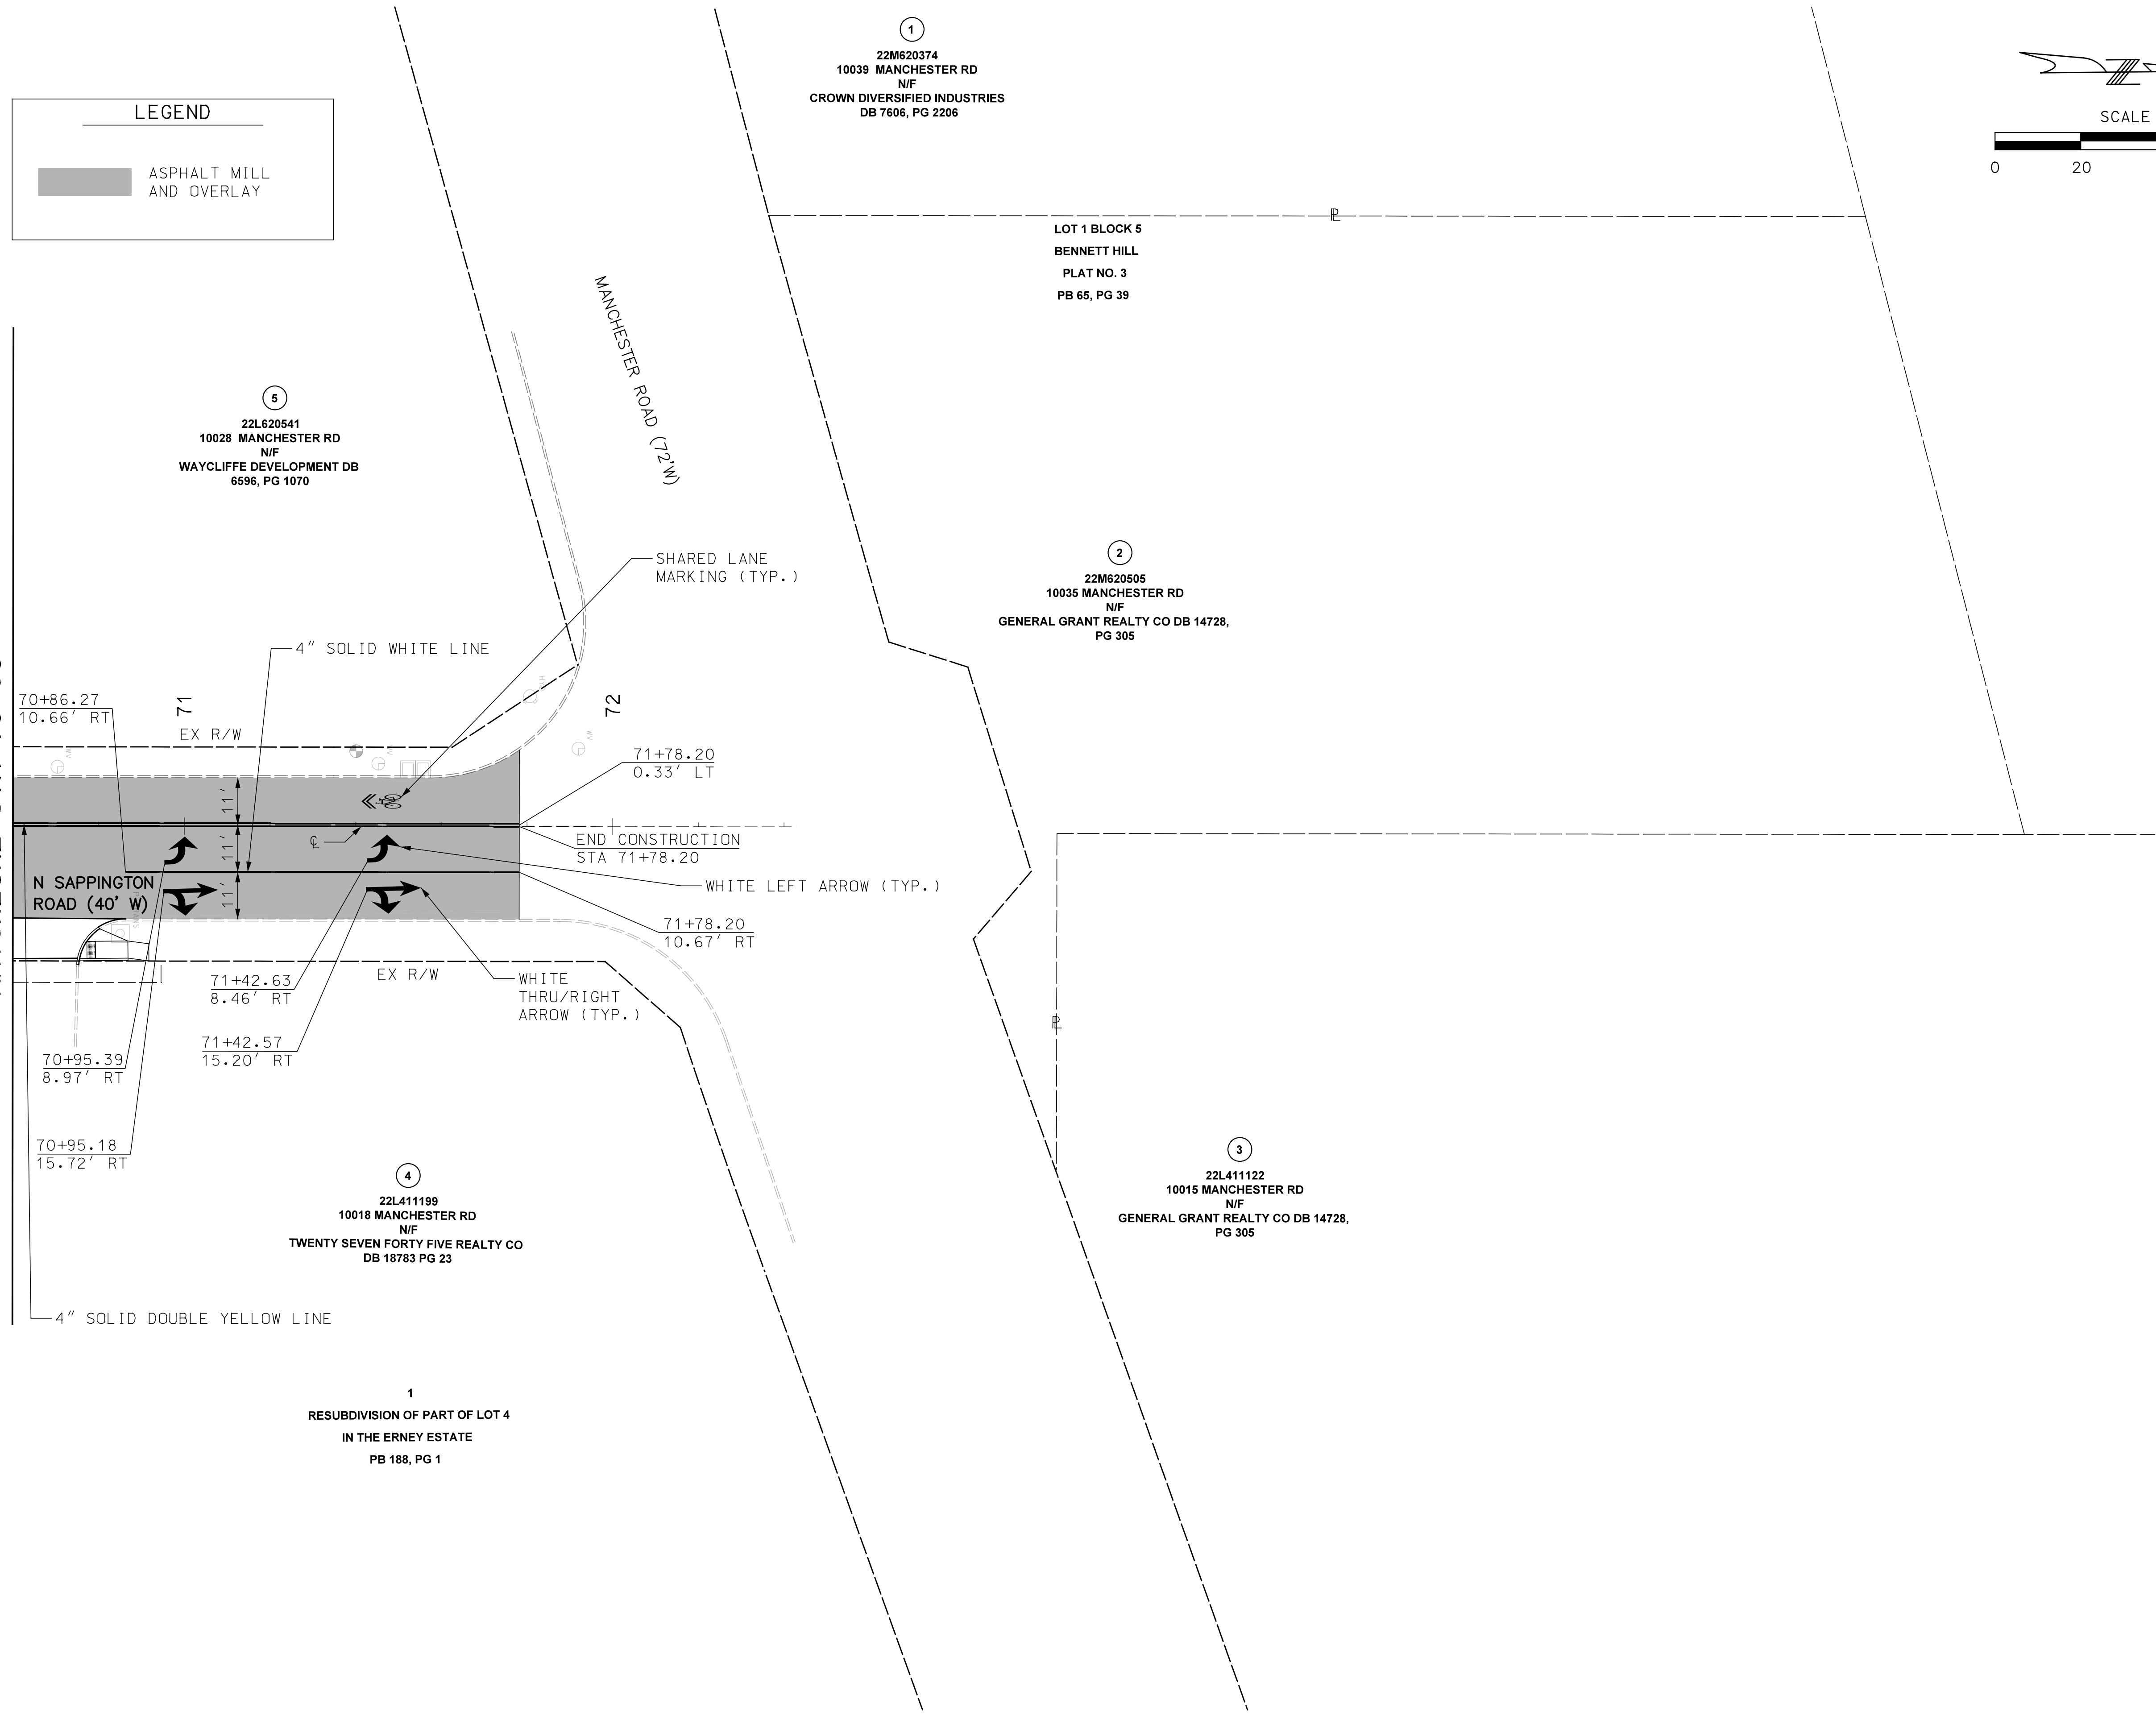 1
22M620374
10039 MANCHESTER RD
N/F
CROWN DIVERSIFIED INDUSTRIES
DB 7606, PG 2206
SCALE
0 20
LEGEND
ASPHALT MILL
AND OVERLAY
LOT 1 BLOCK 5
BENNETT HILL
PLAT NO. 3
PB 65, PG 39
PL
MANCHESTER ROAD (72'W)
5
22L620541
10028 MANCHESTER RD
N/F
WAYCLIFFE DEVELOPMENT DB
6596, PG 1070
2
22M620505
10035 MANCHESTER RD
N/F
GENERAL GRANT REALTY CO DB 14728,
PG 305
SHARED LANE
MARKING (TYP.)
4" SOLID WHITE LINE
70+86.27
10.66' RT
71
EX R/W
72
WV
WV
WV
71+78.20
0.33' LT
11'
11'
11'
CL
END CONSTRUCTION
STA 71+78.20
WHITE LEFT ARROW (TYP.)
N SAPPINGTON
ROAD (40' W)
71+78.20
10.67' RT
EX R/W
WHITE
THRU/RIGHT
ARROW (TYP.)
71+42.63
8.46' RT
71+42.57
15.20' RT
70+95.39
8.97' RT
70+95.18
15.72' RT
PL
4
22L411199
10018 MANCHESTER RD
N/F
TWENTY SEVEN FORTY FIVE REALTY CO
DB 18783 PG 23
3
22L411122
10015 MANCHESTER RD
N/F
GENERAL GRANT REALTY CO DB 14728,
PG 305
4" SOLID DOUBLE YELLOW LINE
1
RESUBDIVISION OF PART OF LOT 4
IN THE ERNEY ESTATE
PB 188, PG 1